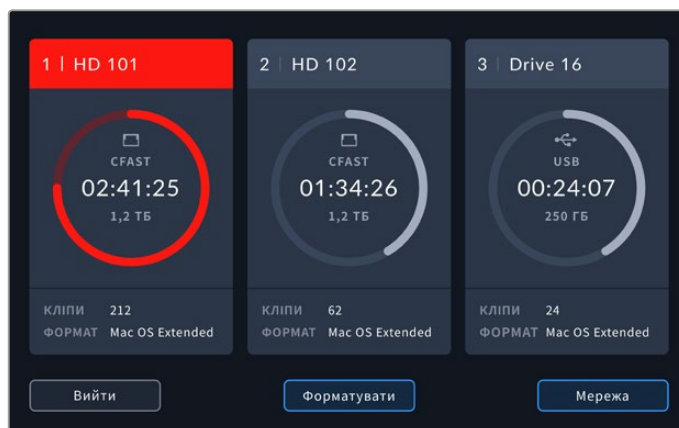 1 | HD 101
CFAST
02:41:25
1,2 ТБ
КЛІПИ 212
ФОРМАТ Mac OS Extended
2 | HD 102
CFAST
01:34:26
1,2 ТБ
КЛІПИ 62
ФОРМАТ Mac OS Extended
3 | Drive 16
USB
00:24:07
250 ГБ
КЛІПИ 24
ФОРМАТ Mac OS Extended
Вийти
Форматувати
Мережа